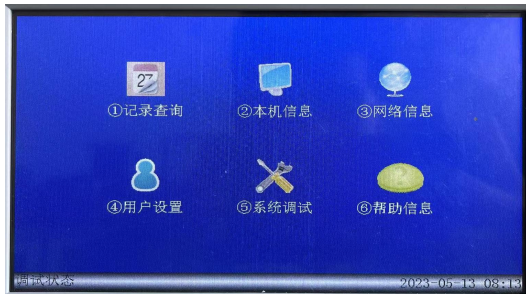 27
①记录查询
②本机信息
③网络信息
④用户设置
⑤系统调试
⑥帮助信息
调试状态
2023-05-13 08:13